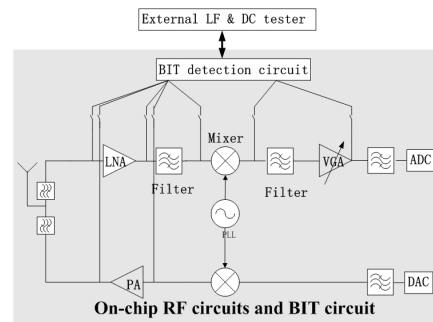 External LF & DC tester
BIT detection circuit
Mixer
LNA
VGA
ADC
Filter
Filter
PLL
PA
DAC
On-chip RF circuits and BIT circuit